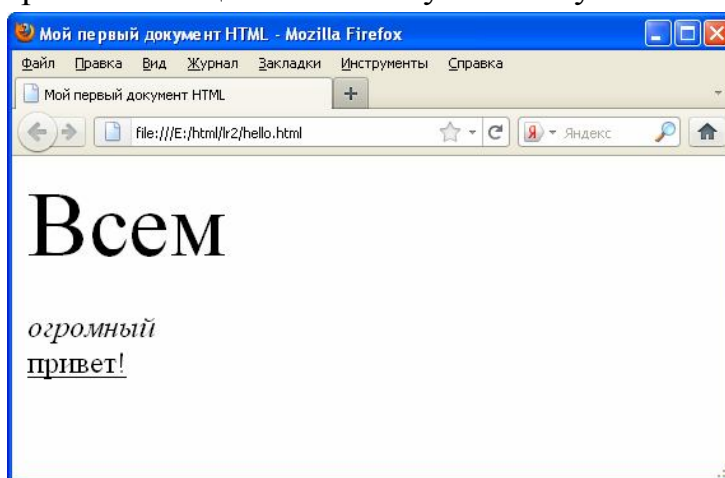 Мой первый документ HTML - Mozilla Firefox
Файл Правка Вид Журнал Закладки Инструменты Справка
Мой первый документ HTML
file:///E:/html/lr2/hello.html Я Яндекс
Всем
огромный
привет!